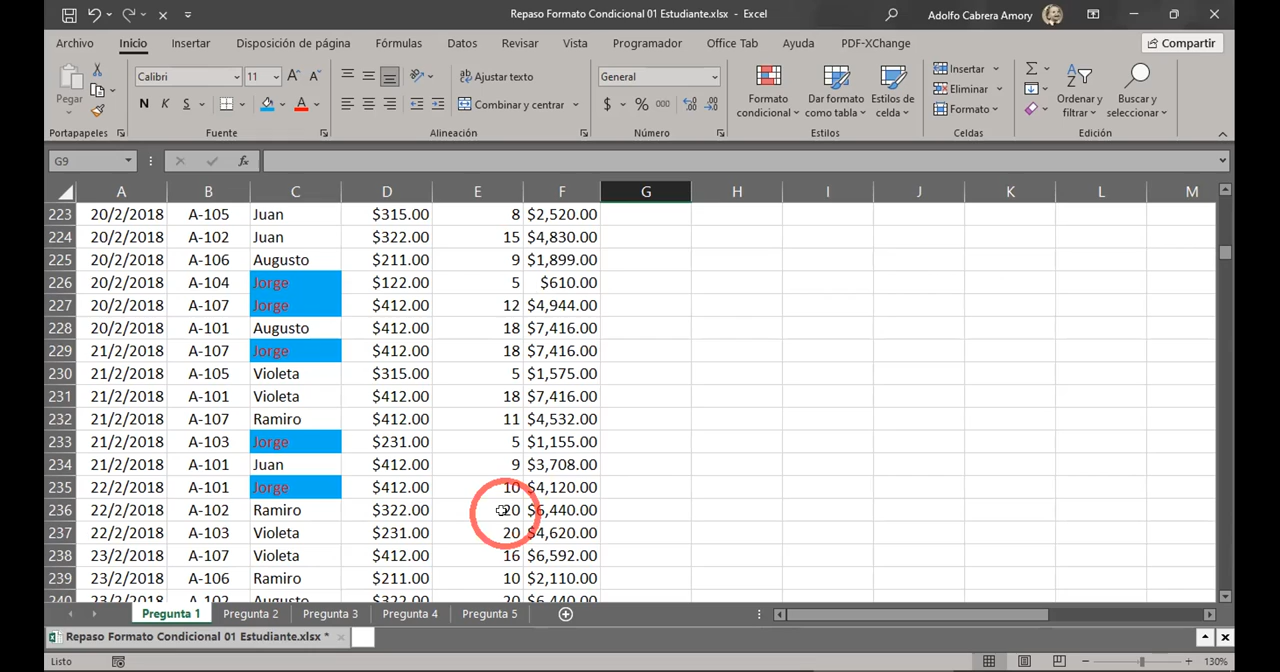 Repaso Formato Condicional 01 Estudiante.xlsx - Excel
Adolfo Cabrera Amory
Archivo Inicio Insertar Disposición de página Fórmulas Datos Revisar Vista Programador Office Tab Ayuda PDF-XChange
Compartir
Pegar
Calibri 11
N K S
Ajustar texto
Combinar y centrar
General
$ % 000
Formato condicional
Dar formato como tabla
Estilos de celda
Insertar
Eliminar
Formato
Ordenar y filtrar
Buscar y seleccionar
Portapapeles Fuente Alineación Número Estilos Celdas Edición
G9 fx
A B C D E F G H I J K L M
223 20/2/2018 A-105 Juan $315.00 8 $2,520.00
224 20/2/2018 A-102 Juan $322.00 15 $4,830.00
225 20/2/2018 A-106 Augusto $211.00 9 $1,899.00
226 20/2/2018 A-104 Jorge $122.00 5 $610.00
227 20/2/2018 A-107 Jorge $412.00 12 $4,944.00
228 20/2/2018 A-101 Augusto $412.00 18 $7,416.00
229 21/2/2018 A-107 Jorge $412.00 18 $7,416.00
230 21/2/2018 A-105 Violeta $315.00 5 $1,575.00
231 21/2/2018 A-101 Violeta $412.00 18 $7,416.00
232 21/2/2018 A-107 Ramiro $412.00 11 $4,532.00
233 21/2/2018 A-103 Jorge $231.00 5 $1,155.00
234 21/2/2018 A-101 Juan $412.00 9 $3,708.00
235 22/2/2018 A-101 Jorge $412.00 10 $4,120.00
236 22/2/2018 A-102 Ramiro $322.00 20 $6,440.00
237 22/2/2018 A-103 Violeta $231.00 20 $4,620.00
238 23/2/2018 A-107 Violeta $412.00 16 $6,592.00
239 23/2/2018 A-106 Ramiro $211.00 10 $2,110.00
240 23/2/2018 A-102 Augusto $322.00 20 $6,440.00
Pregunta 1 Pregunta 2 Pregunta 3 Pregunta 4 Pregunta 5
Repaso Formato Condicional 01 Estudiante.xlsx *
Listo
130%